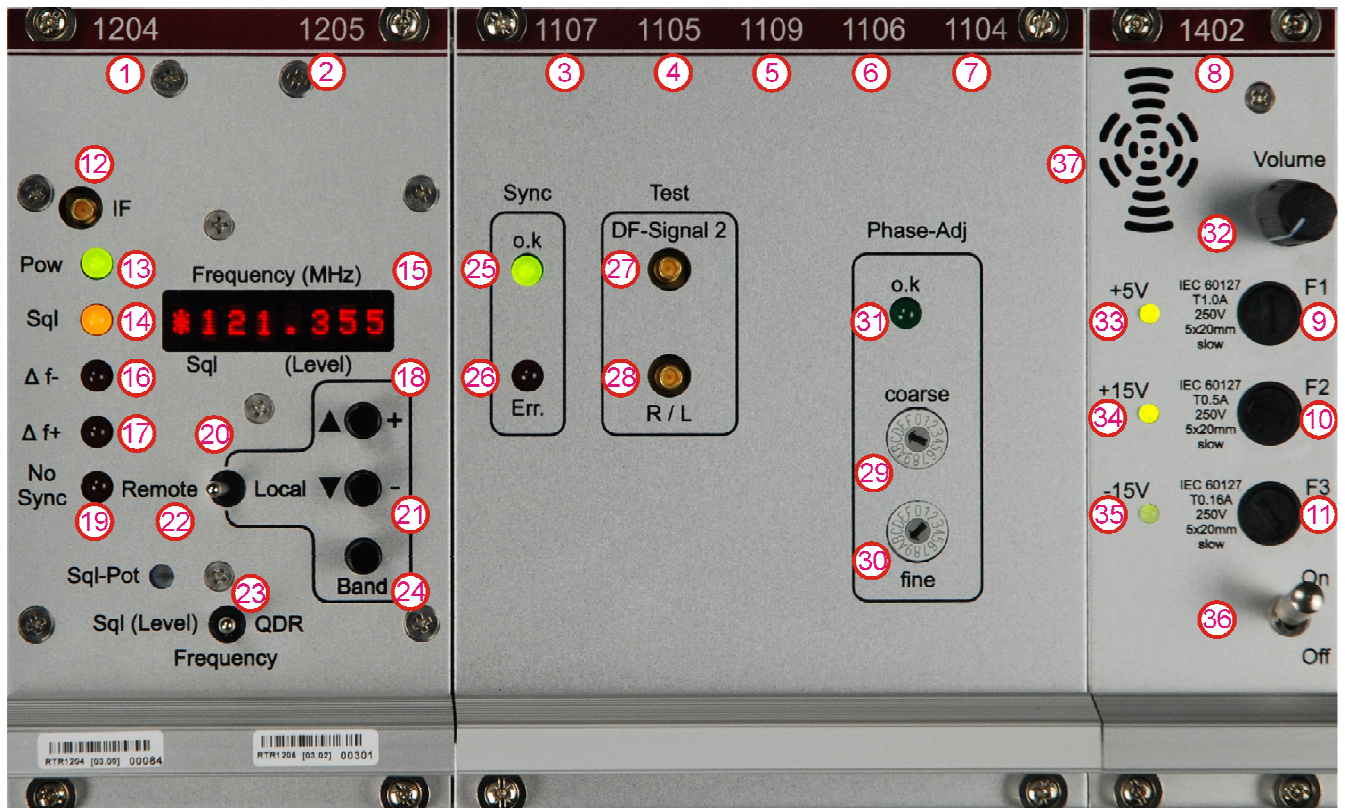 1204 1205 1107 1105 1109 1106 1104 1402
1 2 3 4 5 6 7 8
12
IF
Pow 13
Sql 14
Δ f- 16
Δ f+ 17
No
Sync
19
Frequency (MHz) 15
*121.355
Sql (Level)
18
+
20
Remote Local
-
22 21
Sql-Pot
Band 24
23
Sql (Level) QDR
Frequency
RTR1204 [03.00] 00084
RTR1205 [03.02] 00301
Sync
o.k
25
26
Err.
Test
DF-Signal 2
27
28
R / L
Phase-Adj
o.k
31
coarse
0123456789ABCDEF
29
0123456789ABCDEF
30
fine
37
Volume
32
+5V
33
IEC 60127
T1.0A
250V
5x20mm
slow
F1
9
+15V
34
IEC 60127
T0.5A
250V
5x20mm
slow
F2
10
-15V
35
IEC 60127
T0.16A
250V
5x20mm
slow
F3
11
On
36
Off